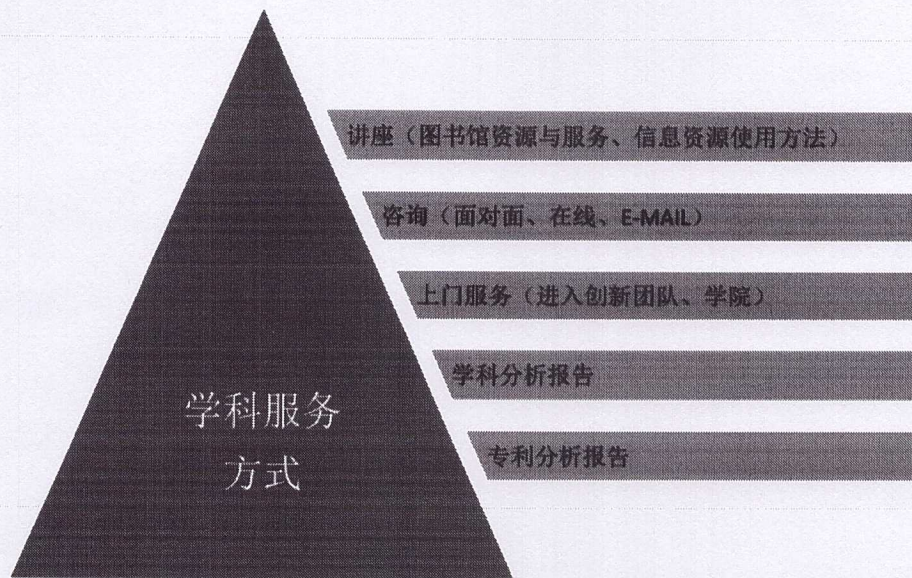 讲座（图书馆资源与服务、信息资源使用方法）
咨询（面对面、在线、E-MAIL）
上门服务（进入创新团队、学院）
学科分析报告
专利分析报告
学科服务
方式